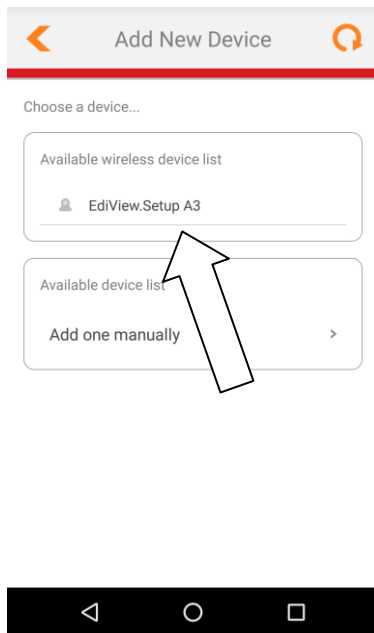 Add New Device
Choose a device...
Available wireless device list
EdiView.Setup A3
Available device list
Add one manually